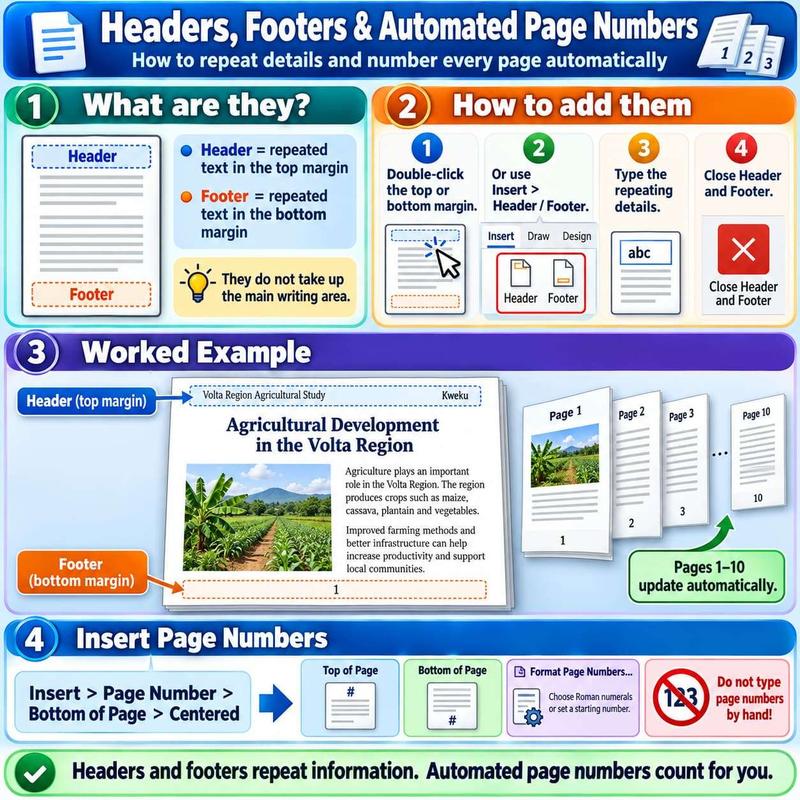 Headers, Footers & Automated Page Numbers
How to repeat details and number every page automatically
1 2 3
1 What are they?
Header
Footer
Header = repeated
text in the top margin
Footer = repeated
text in the bottom
margin
They do not take up
the main writing area.
2 How to add them
1
Double-click
the top or
bottom margin.
2
Or use
Insert >
Header / Footer.
Insert Draw Design
Header Footer
3
Type the
repeating
details.
abc
4
Close Header
and Footer.
Close Header
and Footer
3 Worked Example
Header (top margin)
Volta Region Agricultural Study Kweku
Agricultural Development
in the Volta Region
Agriculture plays an important
role in the Volta Region. The region
produces crops such as maize,
cassava, plantain and vegetables.
Improved farming methods and
better infrastructure can help
increase productivity and support
local communities.
Footer
(bottom margin)
1
Page 1
1
Page 2
2
Page 3
3
...
Page 10
10
Pages 1–10
update automatically.
4 Insert Page Numbers
Insert > Page Number >
Bottom of Page > Centered
Top of Page
#
Bottom of Page
#
Format Page Numbers...
Choose Roman numerals
or set a starting number.
123
Do not type
page numbers
by hand!
Headers and footers repeat information. Automated page numbers count for you.